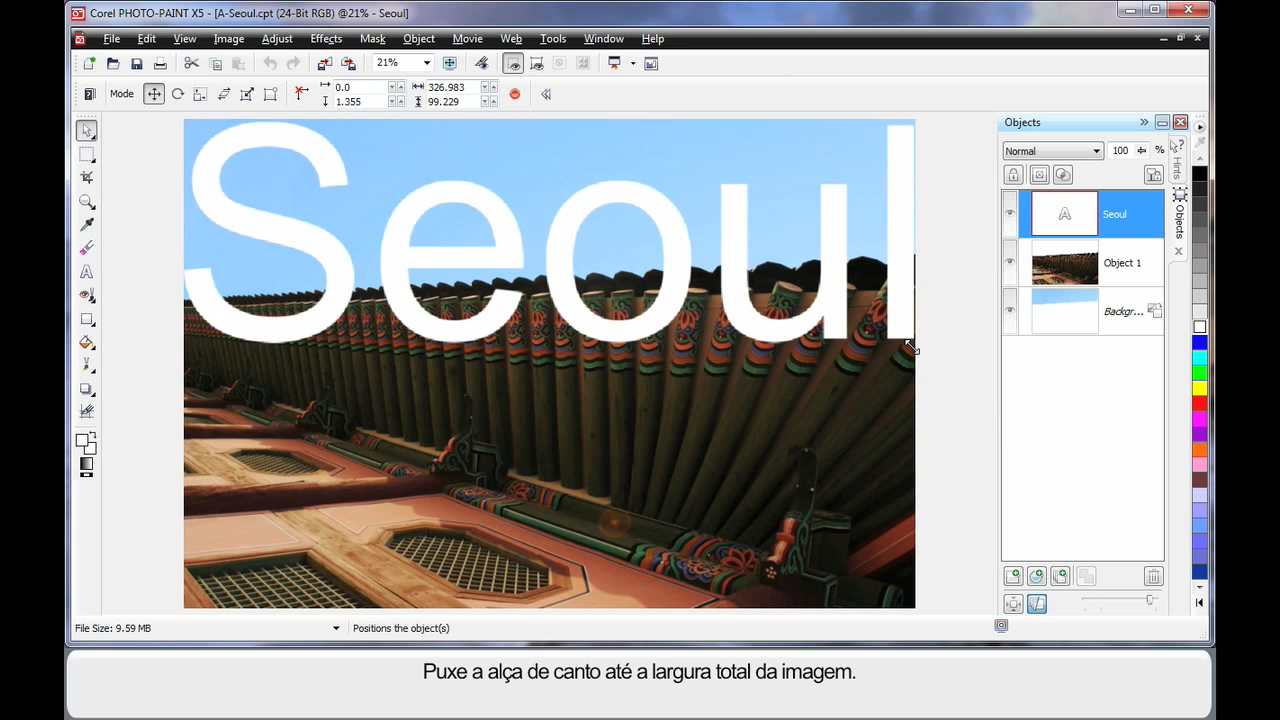 Corel PHOTO-PAINT X5 - [A-Seoul.cpt (24-Bit RGB) @21% - Seoul]
File Edit View Image Adjust Effects Mask Object Movie Web Tools Window Help
21%
Mode 0.0 326.983
1.355 99.229
Seoul
Objects
Normal 100 %
Hints
Objects
A Seoul
Object 1
Backgr...
A
File Size: 9.59 MB Positions the object(s)
Puxe a alça de canto até a largura total da imagem.